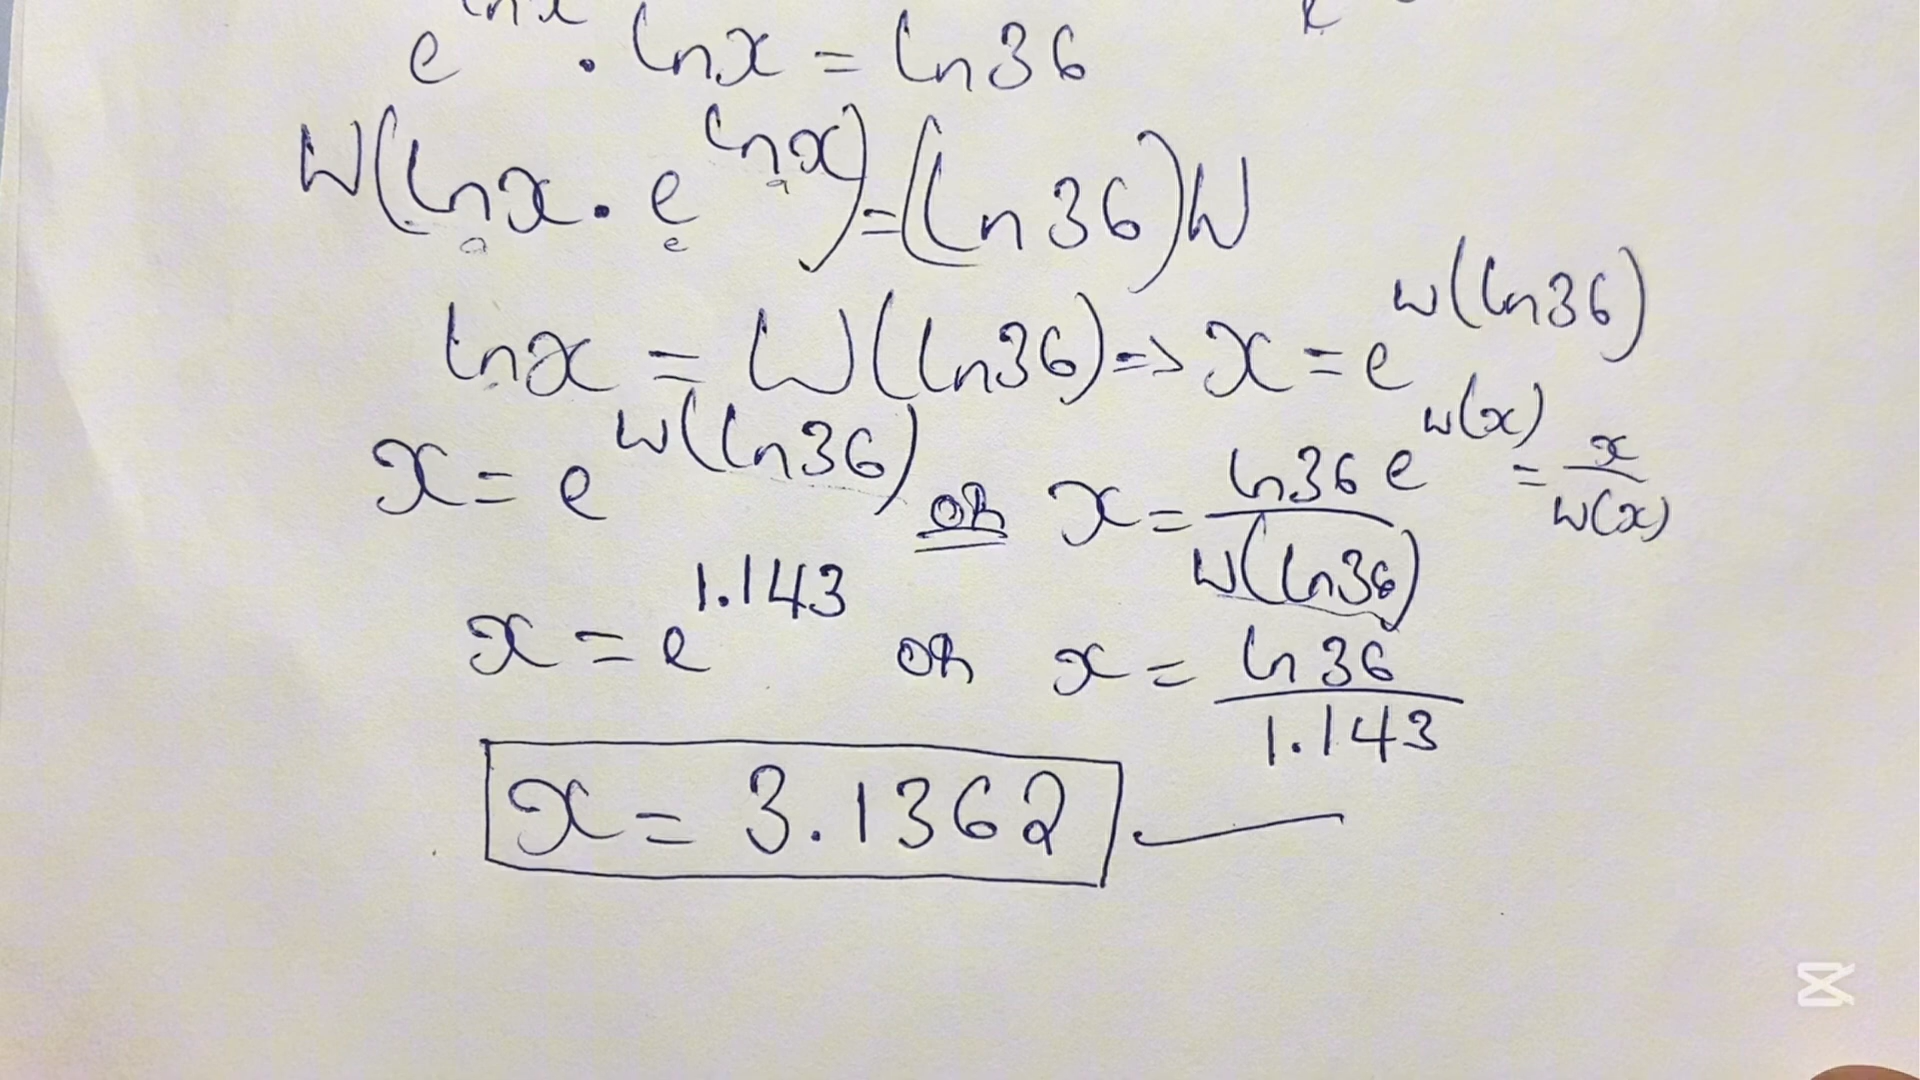 e^(ln x) · ln x = ln 36
W(ln x · e^(ln x)) = (ln 36)W
ln x = W(ln 36) => x = e^(W(ln 36))
x = e^(W(ln 36)) OR x = ln 36 / W(ln 36) e^(W(x)) = x / W(x)
x = e^(1.143) OR x = ln 36 / 1.143
x = 3.1362